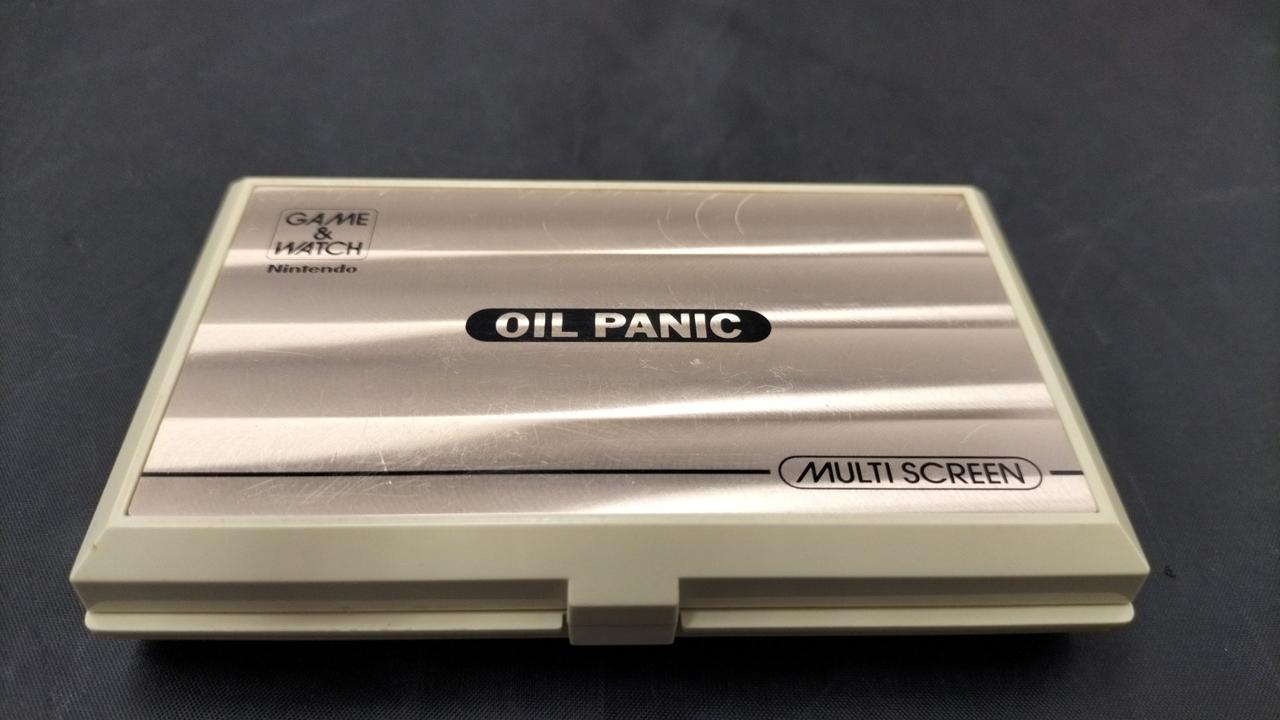 GAME
&
WATCH
Nintendo
OIL PANIC
MULTI SCREEN